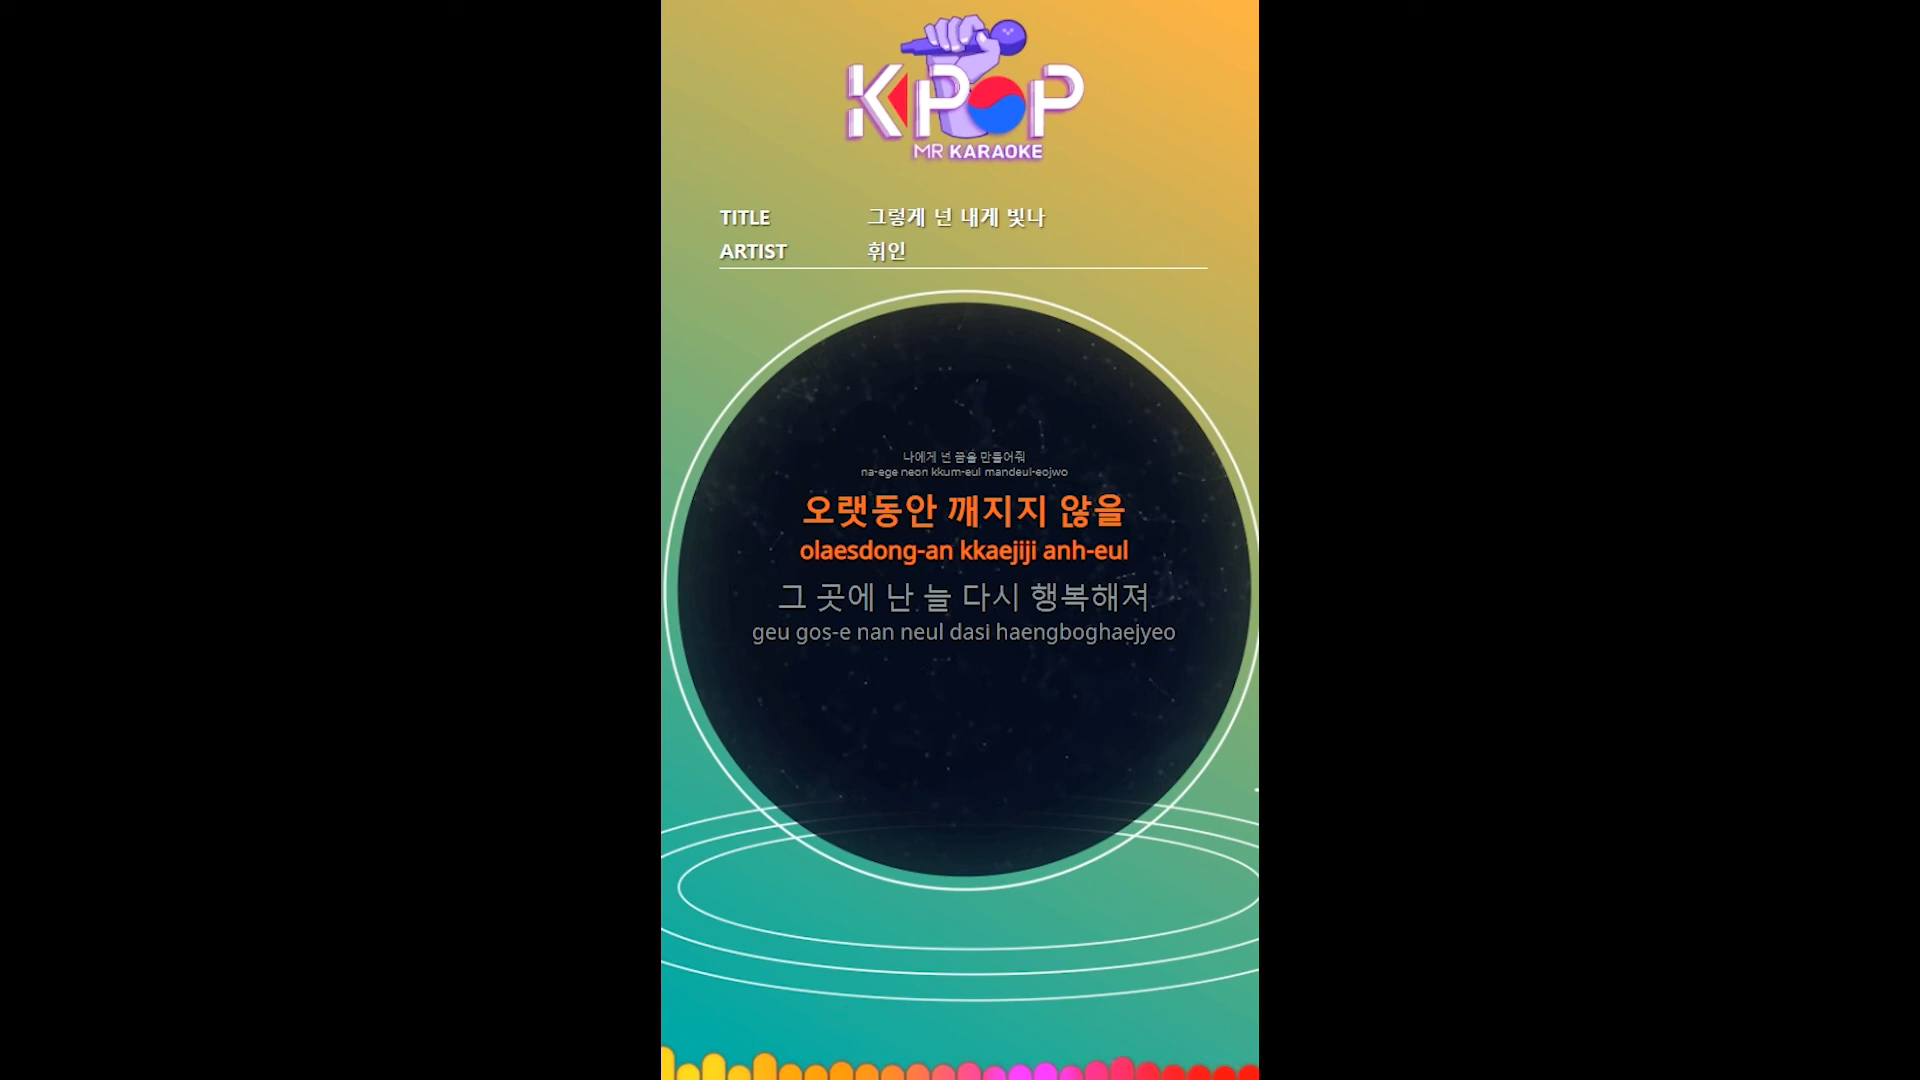 KPOP
MR KARAOKE
TITLE 그렇게 넌 내게 빛나
ARTIST 휘인
나에게 넌 꿈을 만들어줘
na-ege neon kkum-eul mandeul-eojwo
오랫동안 깨지지 않을
olaesdong-an kkaejiji anh-eul
그 곳에 난 늘 다시 행복해져
geu gos-e nan neul dasi haengboghaejyeo